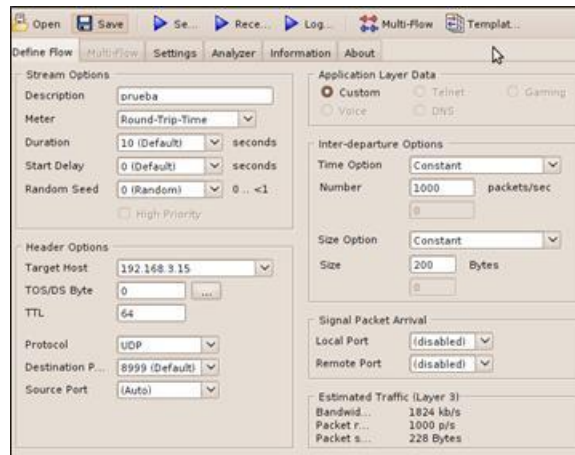 Open Save Se... Rece... Log... Multi-Flow Templat...
Define Flow Multi-Flow Settings Analyzer Information About
Stream Options
Description prueba
Meter Round-Trip-Time
Duration 10 (Default) seconds
Start Delay 0 (Default) seconds
Random Seed 0 (Random) 0 .. <1
High Priority
Header Options
Target Host 192.168.3.15
TOS/DS Byte 0 ...
TTL 64
Protocol UDP
Destination P... 8999 (Default)
Source Port (Auto)
Application Layer Data
Custom Telnet Gaming
Voice DNS
Inter-departure Options
Time Option Constant
Number 1000 packets/sec
0
Size Option Constant
Size 200 Bytes
0
Signal Packet Arrival
Local Port (disabled)
Remote Port (disabled)
Estimated Traffic (Layer 3)
Bandwid... 1824 kb/s
Packet r... 1000 p/s
Packet s... 228 Bytes